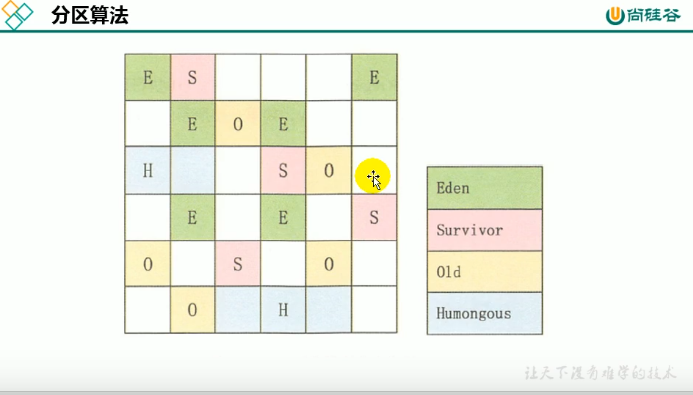 分区算法
尚硅谷
E S E
E O E
H S O
E E S
O S O
O H
Eden
Survivor
Old
Humongous
让天下没有难学的技术